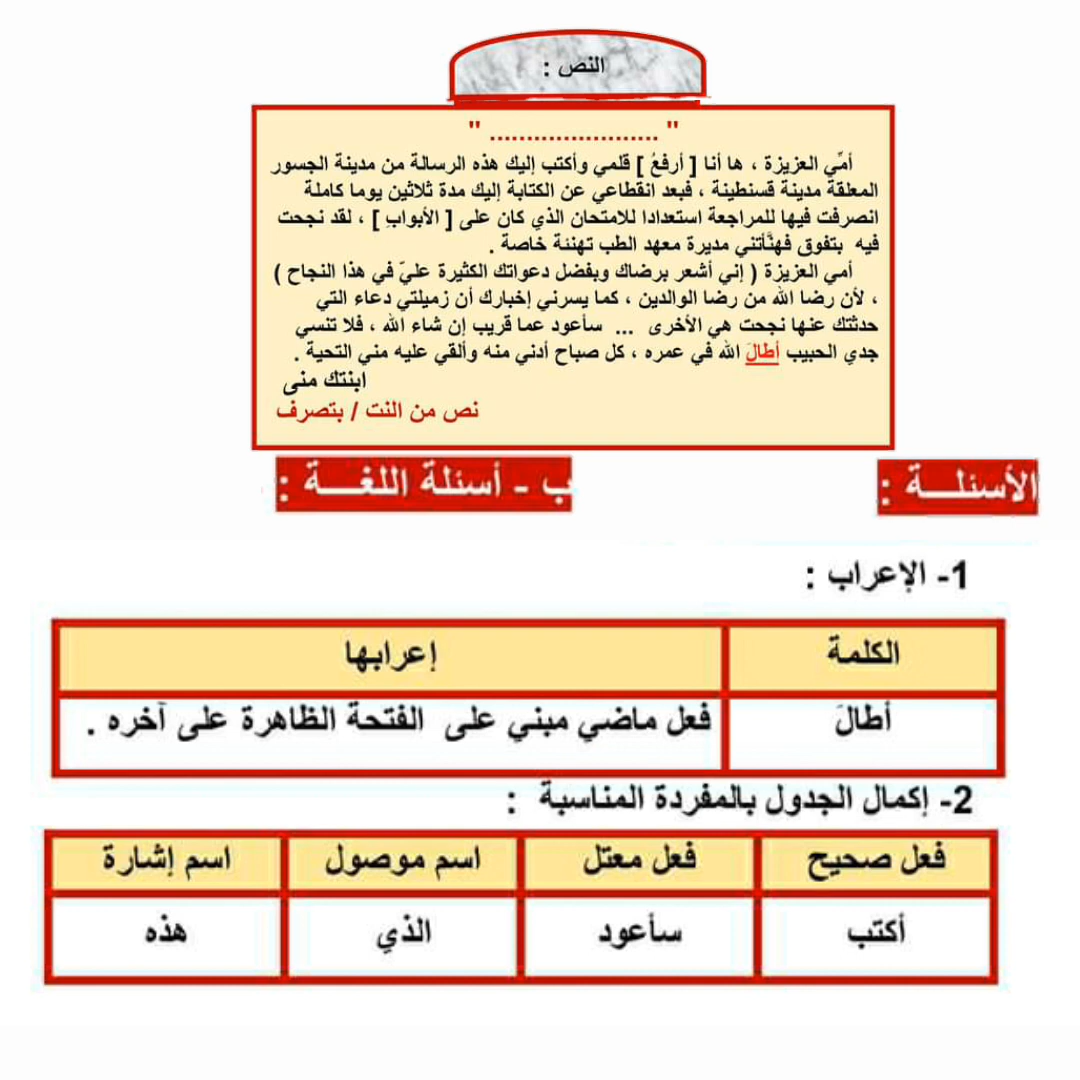 النص :
" ....................... "
أمِّي العزيزة ، ها أنا [ أرفعُ ] قلمي وأكتب إليك هذه الرسالة من مدينة الجسور
المعلقة مدينة قسنطينة ، فبعد انقطاعي عن الكتابة إليك مدة ثلاثين يوما كاملة
انصرفت فيها للمراجعة استعدادا للامتحان الذي كان على [ الأبوابِ ] ، لقد نجحت
فيه بتفوق فهنَّأتني مديرة معهد الطب تهنئة خاصة .
أمي العزيزة ( إني أشعر برضاك وبفضل دعواتك الكثيرة عليّ في هذا النجاح )
، لأن رضا الله من رضا الوالدين ، كما يسرني إخبارك أن زميلتي دعاء التي
حدثتك عنها نجحت هي الأخرى ... سأعود عما قريب إن شاء الله ، فلا تنسي
جدي الحبيب أطالَ الله في عمره ، كل صباح أدني منه وألقي عليه مني التحية .
ابنتك منى
نص من النت / بتصرف
الأسئلـــة :
ب - أسئلة اللغـــة :
1- الإعراب :
الكلمة إعرابها
أطالَ فعل ماضي مبني على الفتحة الظاهرة على آخره .
2- إكمال الجدول بالمفردة المناسبة :
فعل صحيح فعل معتل اسم موصول اسم إشارة
أكتب سأعود الذي هذه